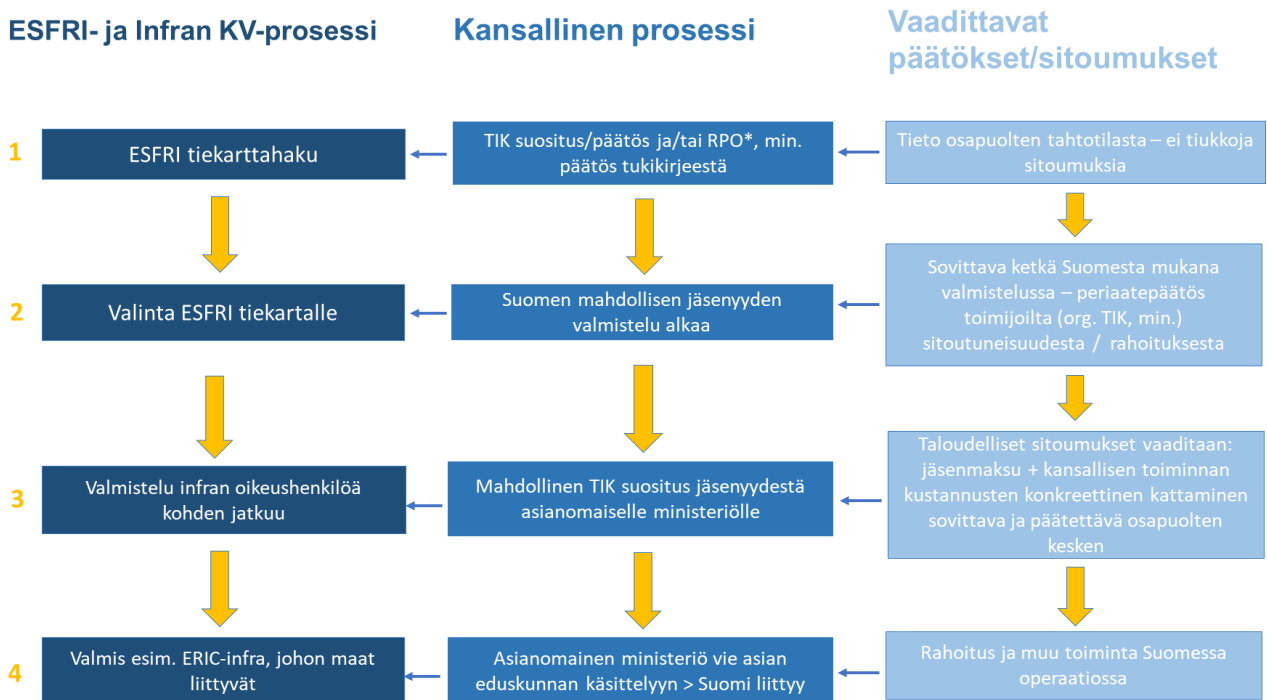 ESFRI- ja Infran KV-prosessi
Kansallinen prosessi
Vaadittavat
päätökset/sitoumukset
1
ESFRI tiekarttahaku
TIK suositus/päätös ja/tai RPO*, min.
päätös tukikirjeestä
Tieto osapuolten tahtotilasta – ei tiukkoja
sitoumuksia
2
Valinta ESFRI tiekartalle
Suomen mahdollisen jäsenyyden
valmistelu alkaa
Sovittava ketkä Suomesta mukana
valmistelussa – periaatepäätös
toimijoilta (org. TIK, min.)
sitoutuneisuudesta / rahoituksesta
3
Valmistelu infran oikeushenkilöä
kohden jatkuu
Mahdollinen TIK suositus jäsenyydestä
asianomaiselle ministeriölle
Taloudelliset sitoumukset vaaditaan:
jäsenmaksu + kansallisen toiminnan
kustannusten konkreettinen kattaminen
sovittava ja päätettävä osapuolten
kesken
4
Valmis esim. ERIC-infra, johon maat
liittyvät
Asianomainen ministeriö vie asian
eduskunnan käsittelyyn > Suomi liittyy
Rahoitus ja muu toiminta Suomessa
operaatiossa